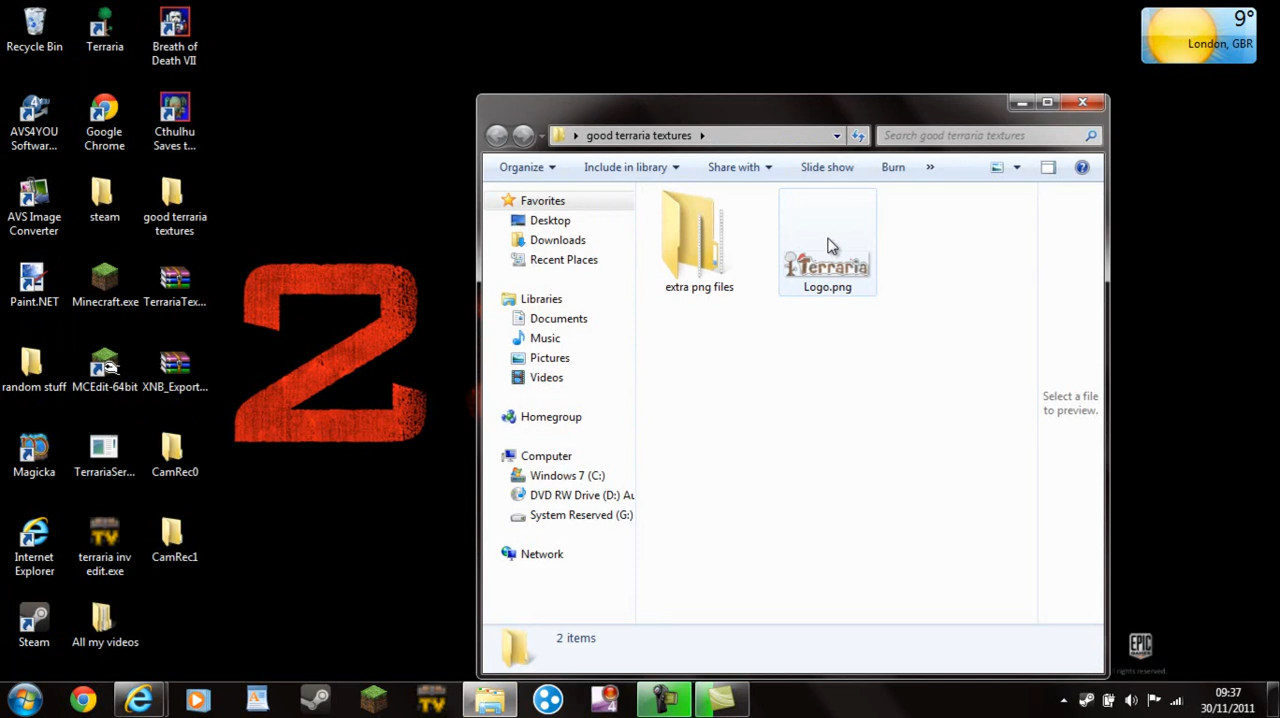 Recycle Bin
Terraria
Breath of
Death VII
AVS4YOU
Softwar...
Google
Chrome
Cthulhu
Saves t...
AVS Image
Converter
steam
good terraria
textures
Paint.NET
Minecraft.exe
TerrariaTex...
random stuff
MCEdit-64bit
XNB_Export...
Magicka
TerrariaSer...
CamRec0
Internet
Explorer
terraria inv
edit.exe
CamRec1
Steam
All my videos
9°
London, GBR
good terraria textures
Search good terraria textures
Organize
Include in library
Share with
Slide show
Burn
»
Favorites
Desktop
Downloads
Recent Places
Libraries
Documents
Music
Pictures
Videos
Homegroup
Computer
Windows 7 (C:)
DVD RW Drive (D:) Au
System Reserved (G:)
Network
extra png files
Terraria
Logo.png
Select a file
to preview.
2 items
EPIC
rights reserved.
TV
4
09:37
30/11/2011